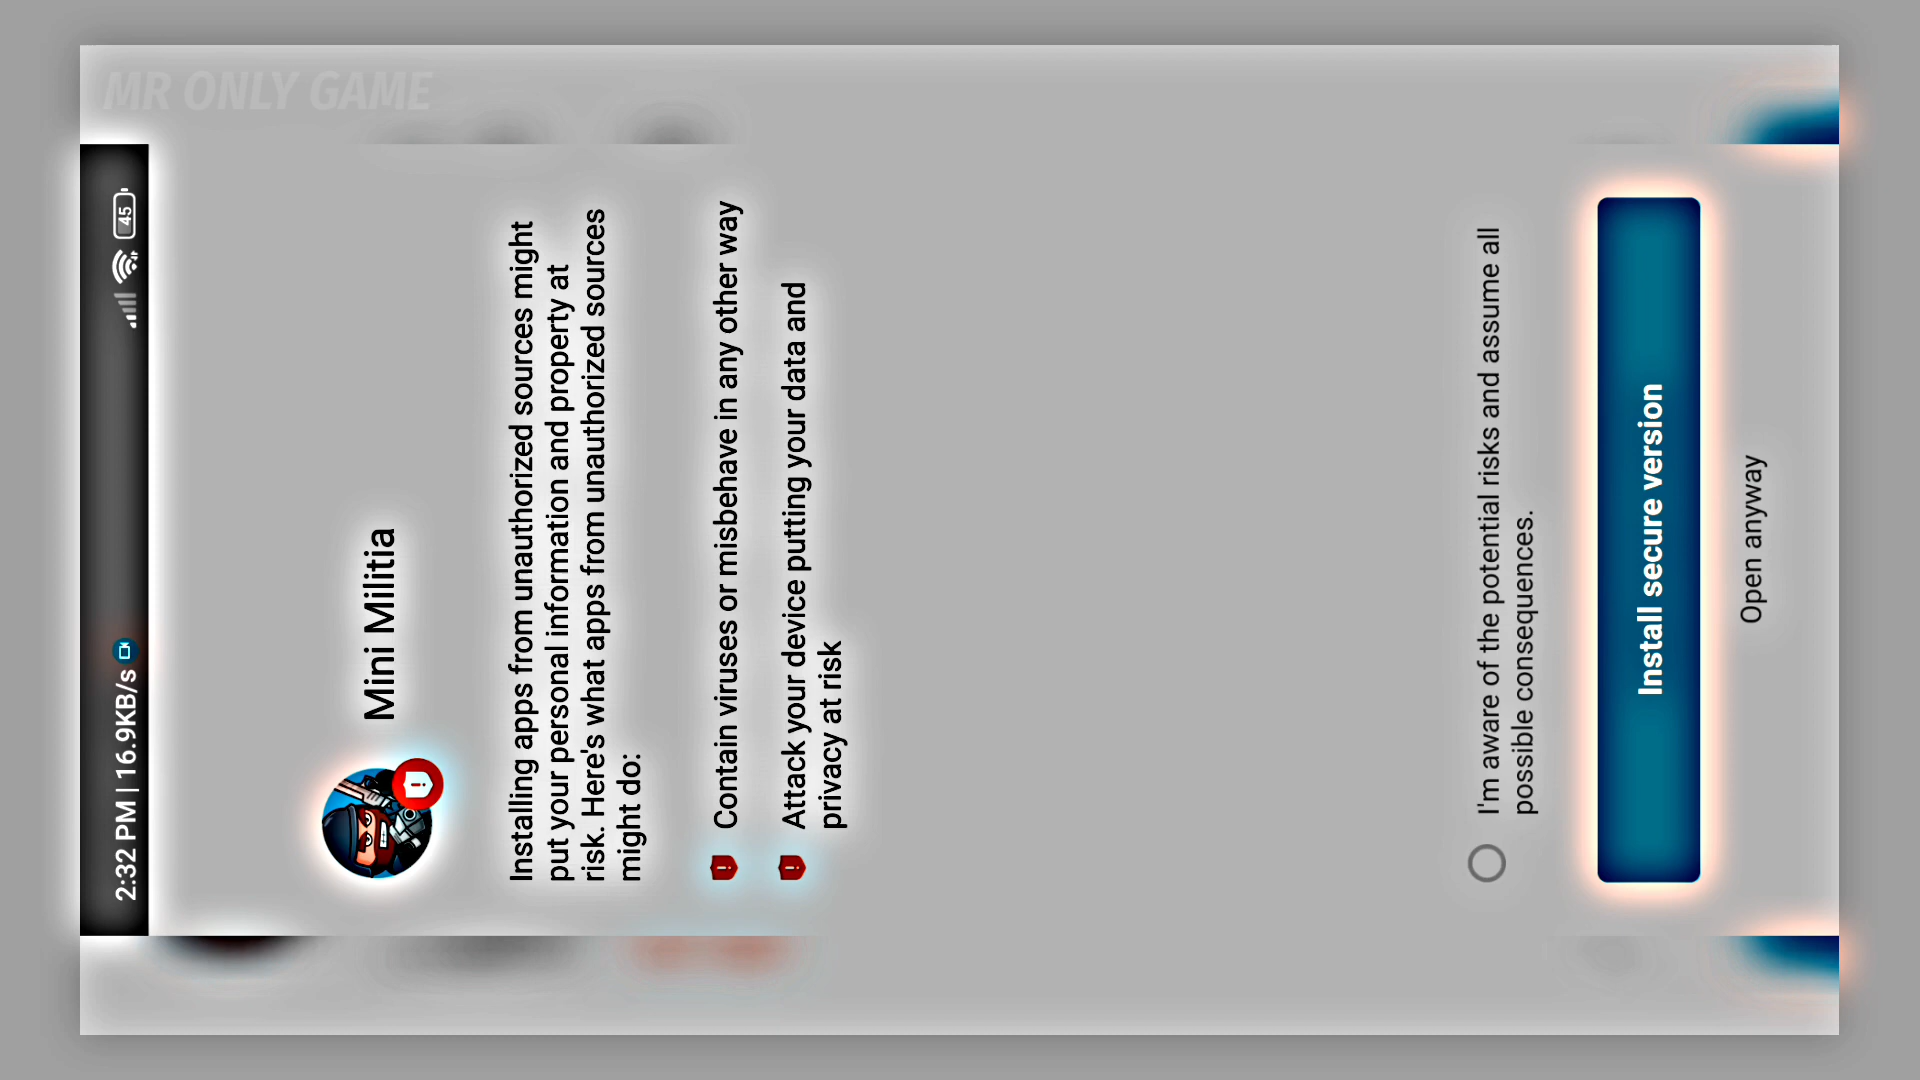 MR ONLY GAME
2:32 PM | 16.9KB/s
45
Mini Militia
Installing apps from unauthorized sources might
put your personal information and property at
risk. Here's what apps from unauthorized sources
might do:
Contain viruses or misbehave in any other way
Attack your device putting your data and
privacy at risk
I'm aware of the potential risks and assume all
possible consequences.
Install secure version
Open anyway